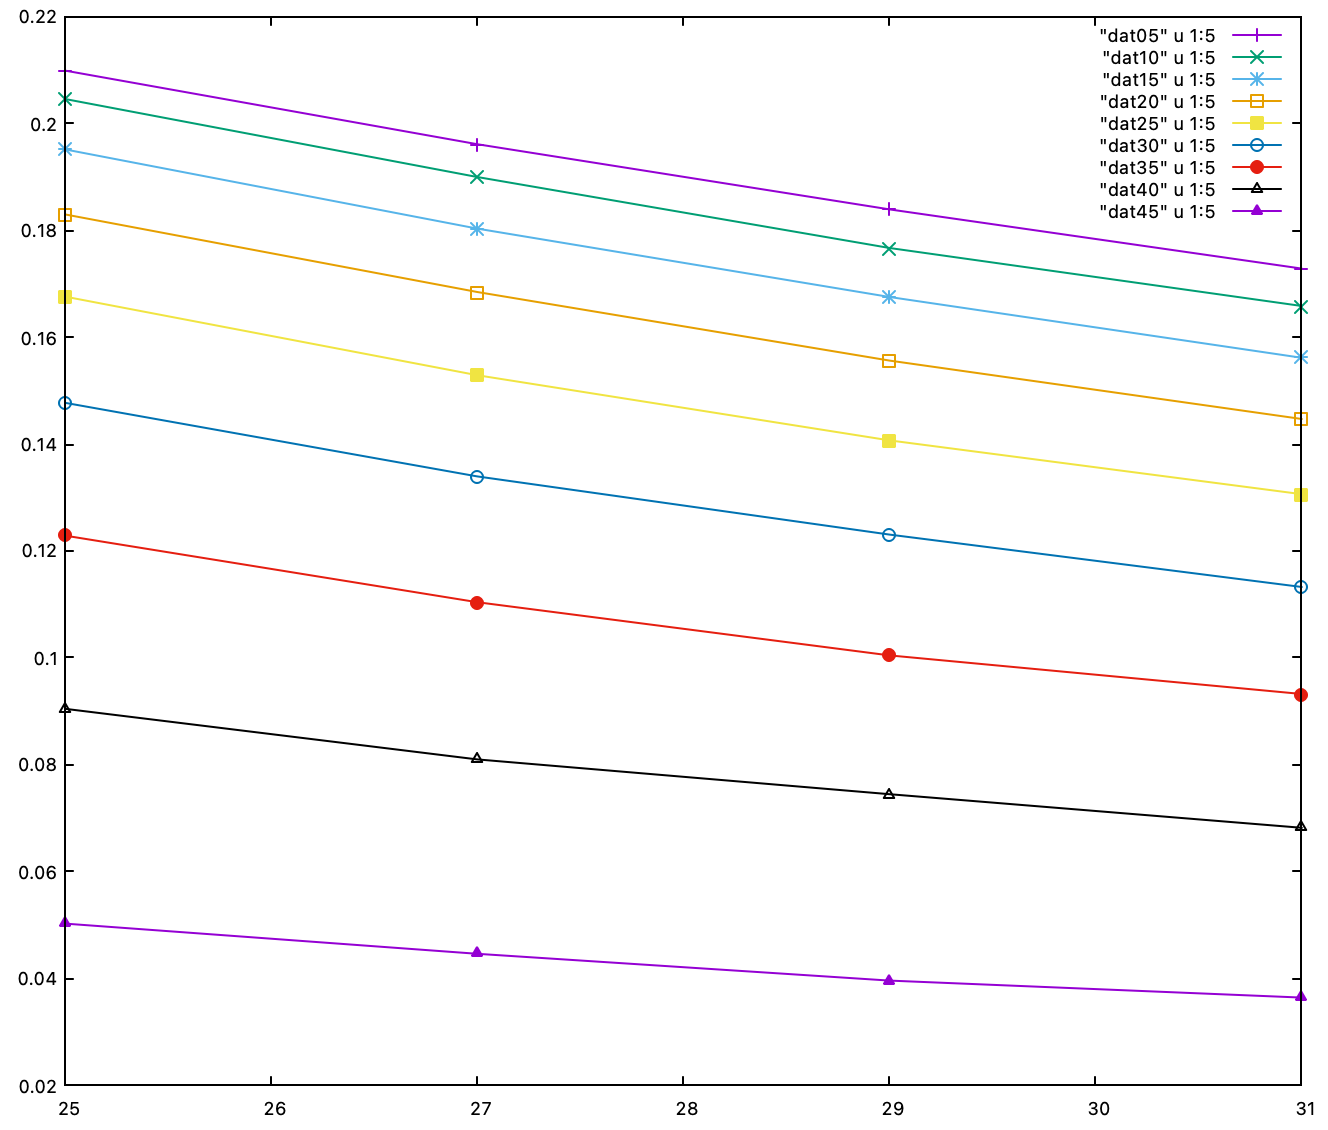 0.22
0.2
0.18
0.16
0.14
0.12
0.1
0.08
0.06
0.04
0.02
25 26 27 28 29 30 31
"dat05" u 1:5
"dat10" u 1:5
"dat15" u 1:5
"dat20" u 1:5
"dat25" u 1:5
"dat30" u 1:5
"dat35" u 1:5
"dat40" u 1:5
"dat45" u 1:5